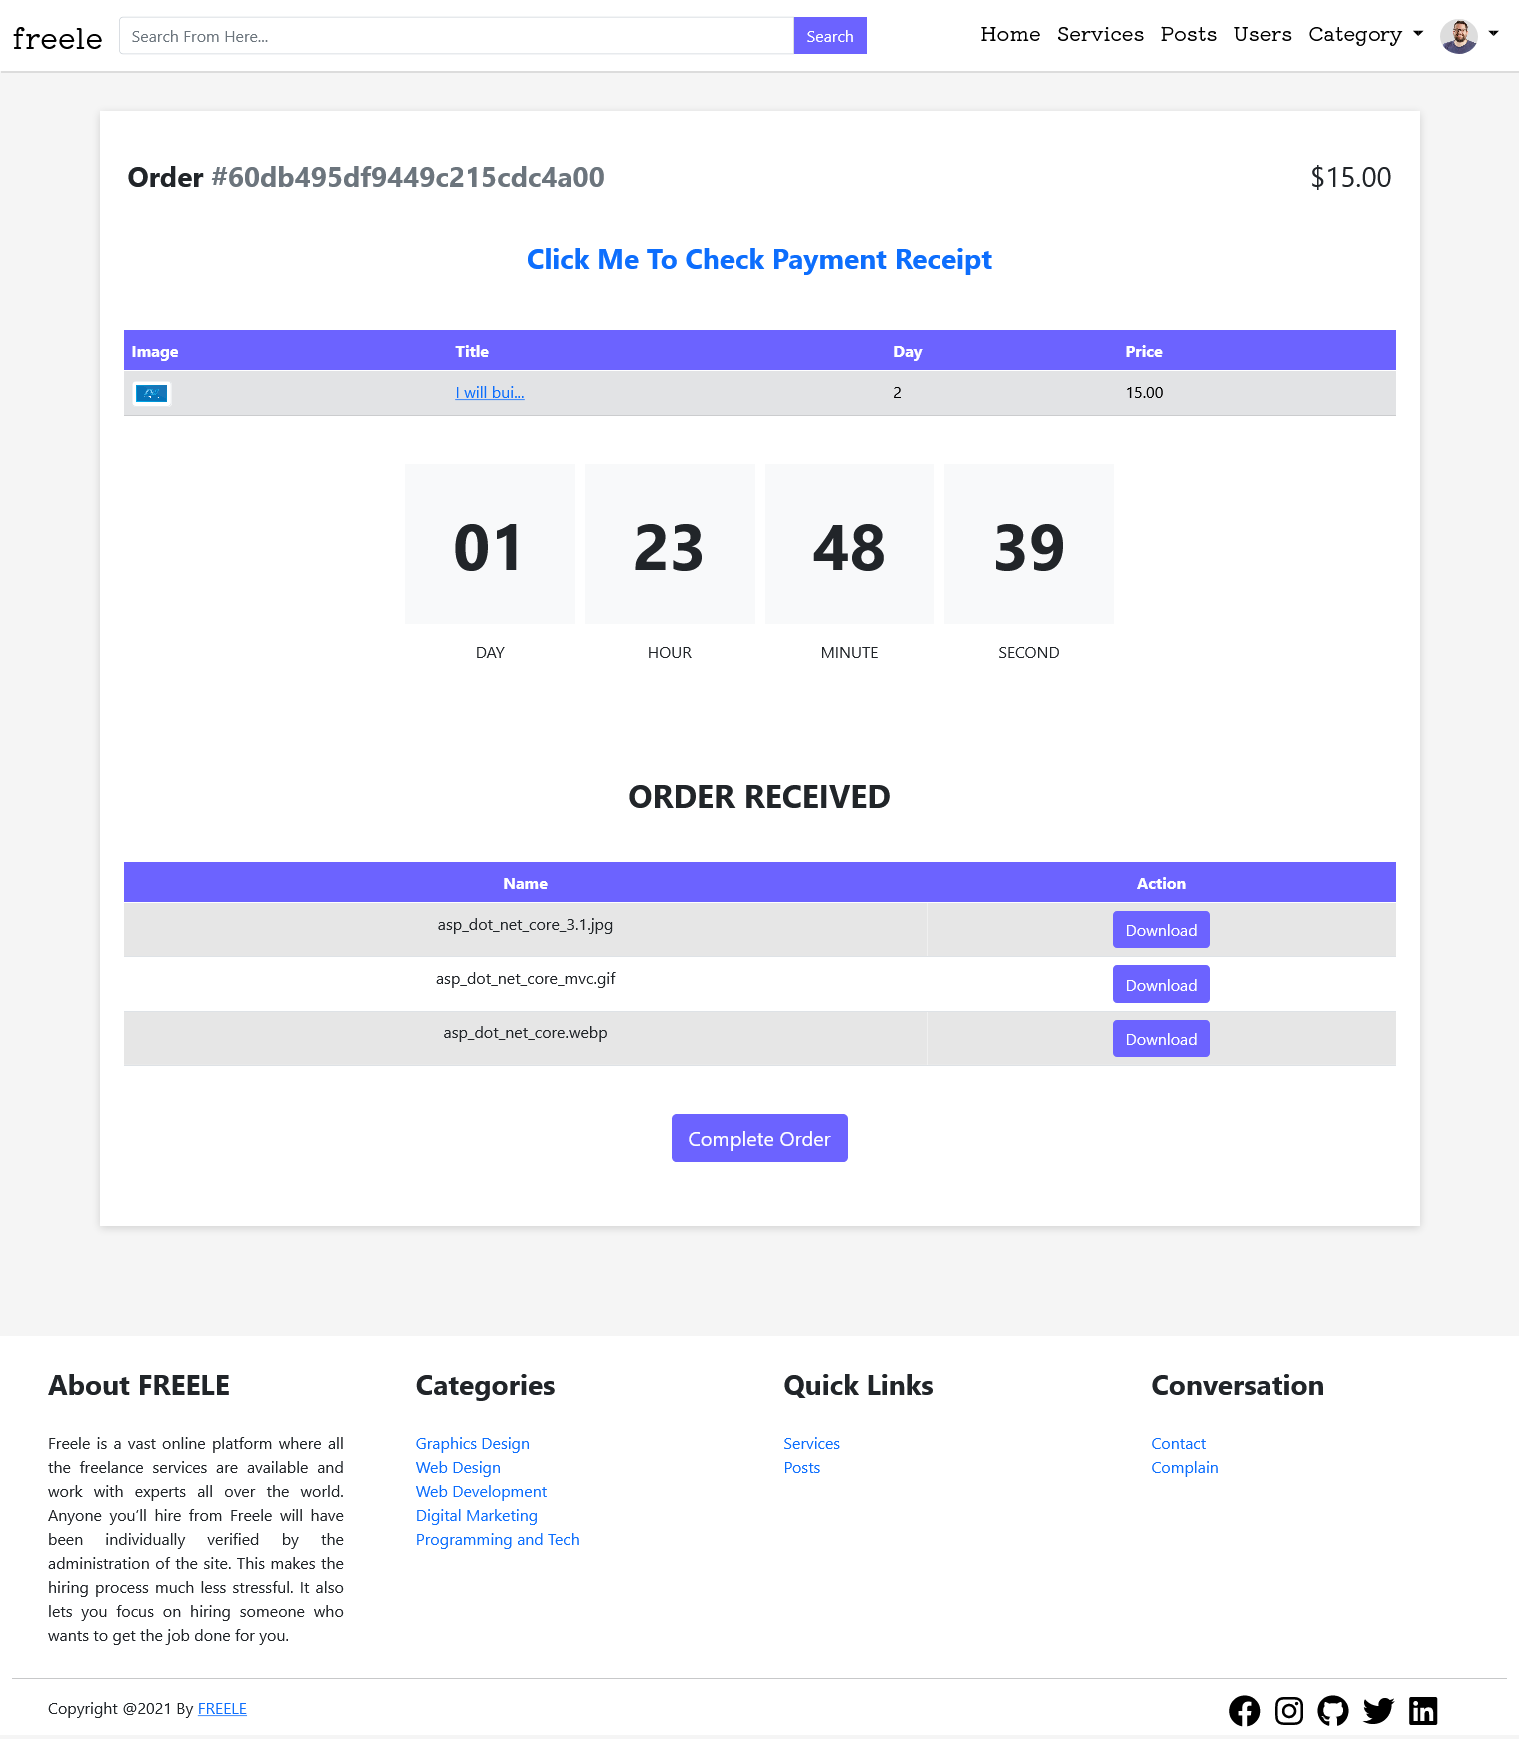 freele
Search From Here...
Search
Home Services Posts Users Category
Order #60db495df9449c215cdc4a00
$15.00
Click Me To Check Payment Receipt
Image Title Day Price
I will bui... 2 15.00
01 23 48 39
DAY HOUR MINUTE SECOND
ORDER RECEIVED
Name Action
asp_dot_net_core_3.1.jpg Download
asp_dot_net_core_mvc.gif Download
asp_dot_net_core.webp Download
Complete Order
About FREELE
Freele is a vast online platform where all
the freelance services are available and
work with experts all over the world.
Anyone you’ll hire from Freele will have
been individually verified by the
administration of the site. This makes the
hiring process much less stressful. It also
lets you focus on hiring someone who
wants to get the job done for you.
Categories
Graphics Design
Web Design
Web Development
Digital Marketing
Programming and Tech
Quick Links
Services
Posts
Conversation
Contact
Complain
Copyright @2021 By FREELE